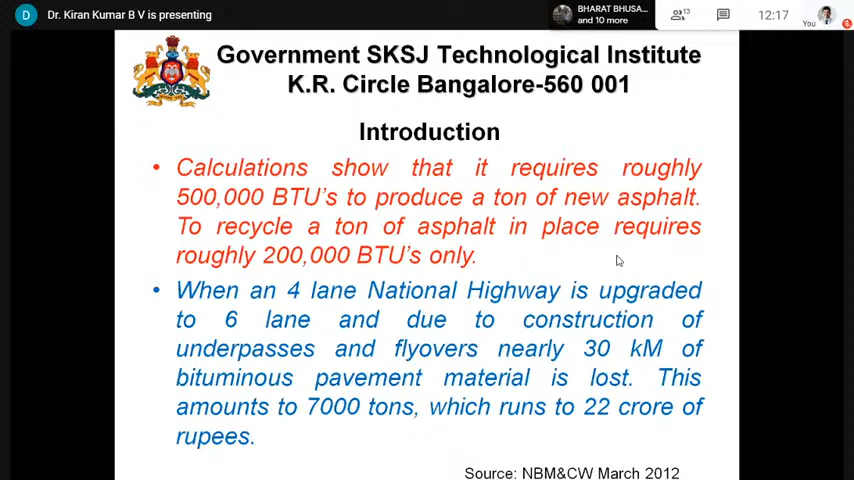 D
Dr. Kiran Kumar B V is presenting
BHARAT BHUSA...
and 10 more
13
12:17
You
Government SKSJ Technological Institute
K.R. Circle Bangalore-560 001
Introduction
• Calculations show that it requires roughly
500,000 BTU's to produce a ton of new asphalt.
To recycle a ton of asphalt in place requires
roughly 200,000 BTU's only.
• When an 4 lane National Highway is upgraded
to 6 lane and due to construction of
underpasses and flyovers nearly 30 kM of
bituminous pavement material is lost. This
amounts to 7000 tons, which runs to 22 crore of
rupees.
Source: NBM&CW March 2012